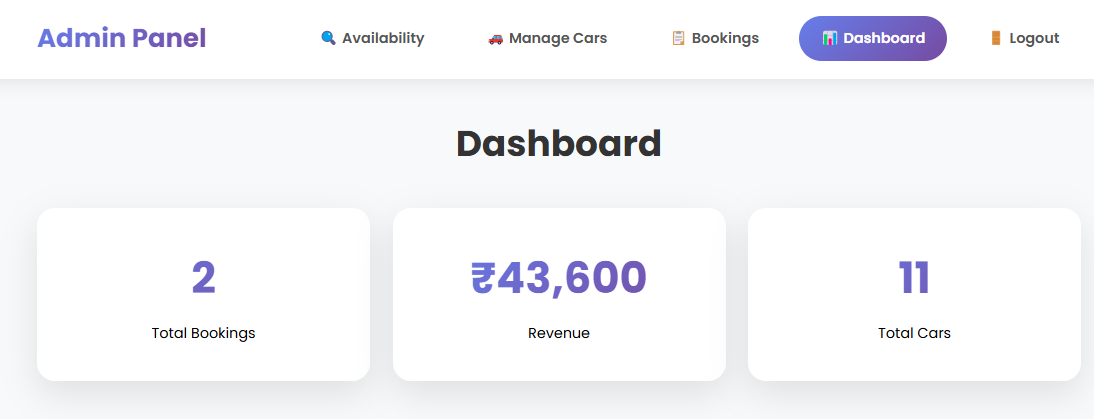 Admin Panel
🔍 Availability
🚗 Manage Cars
📋 Bookings
📊 Dashboard
🚪 Logout
Dashboard
2
Total Bookings
₹43,600
Revenue
11
Total Cars